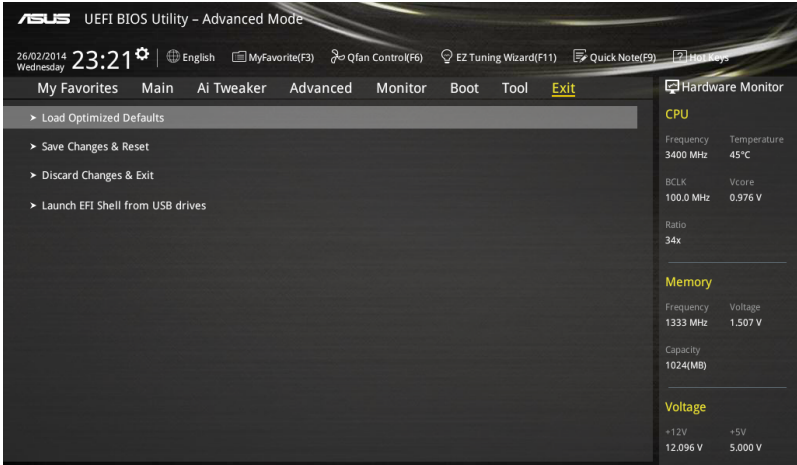 ASUS UEFI BIOS Utility – Advanced Mode
26/02/2014
Wednesday
23:21
English MyFavorite(F3) Qfan Control(F6) EZ Tuning Wizard(F11) Quick Note(F9) ? Hot Keys
My Favorites Main Ai Tweaker Advanced Monitor Boot Tool Exit
Hardware Monitor
> Load Optimized Defaults
> Save Changes & Reset
> Discard Changes & Exit
> Launch EFI Shell from USB drives
CPU
Frequency Temperature
3400 MHz 45°C
BCLK Vcore
100.0 MHz 0.976 V
Ratio
34x
Memory
Frequency Voltage
1333 MHz 1.507 V
Capacity
1024(MB)
Voltage
+12V +5V
12.096 V 5.000 V